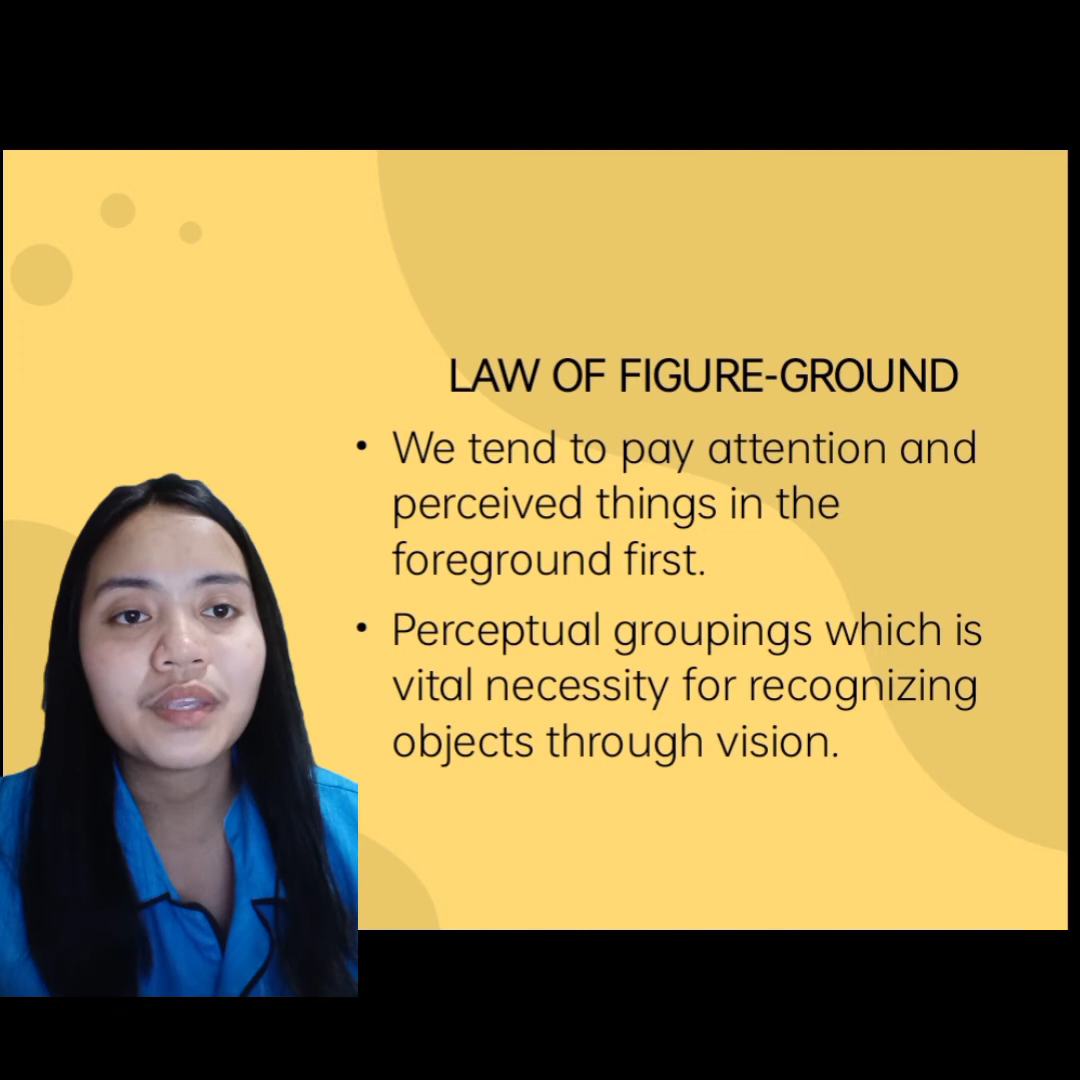 LAW OF FIGURE-GROUND
• We tend to pay attention and
perceived things in the
foreground first.
• Perceptual groupings which is
vital necessity for recognizing
objects through vision.